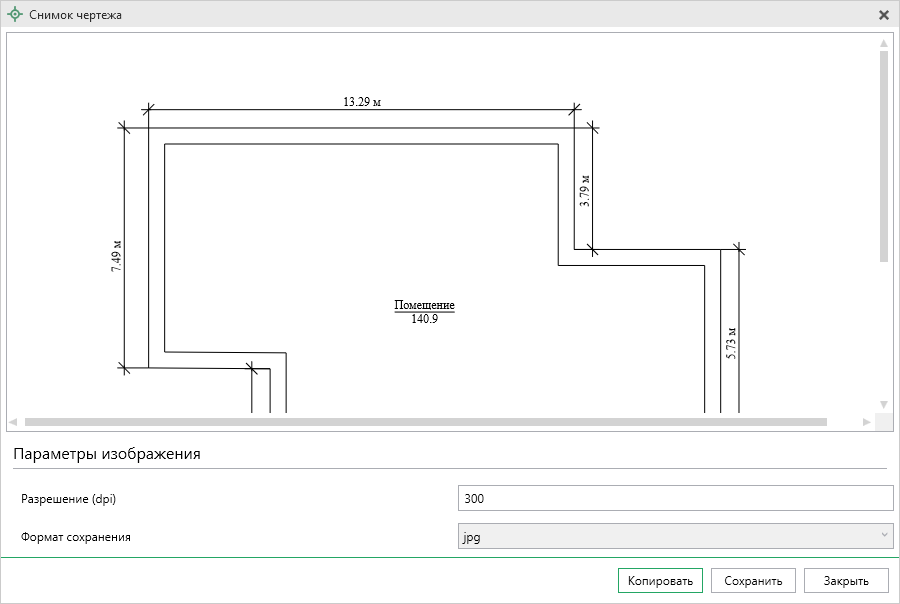 Снимок чертежа
13.29 м
3.79 м
7.49 м
Помещение
140.9
5.73 м
Параметры изображения
Разрешение (dpi)
300
Формат сохранения
jpg
Копировать
Сохранить
Закрыть